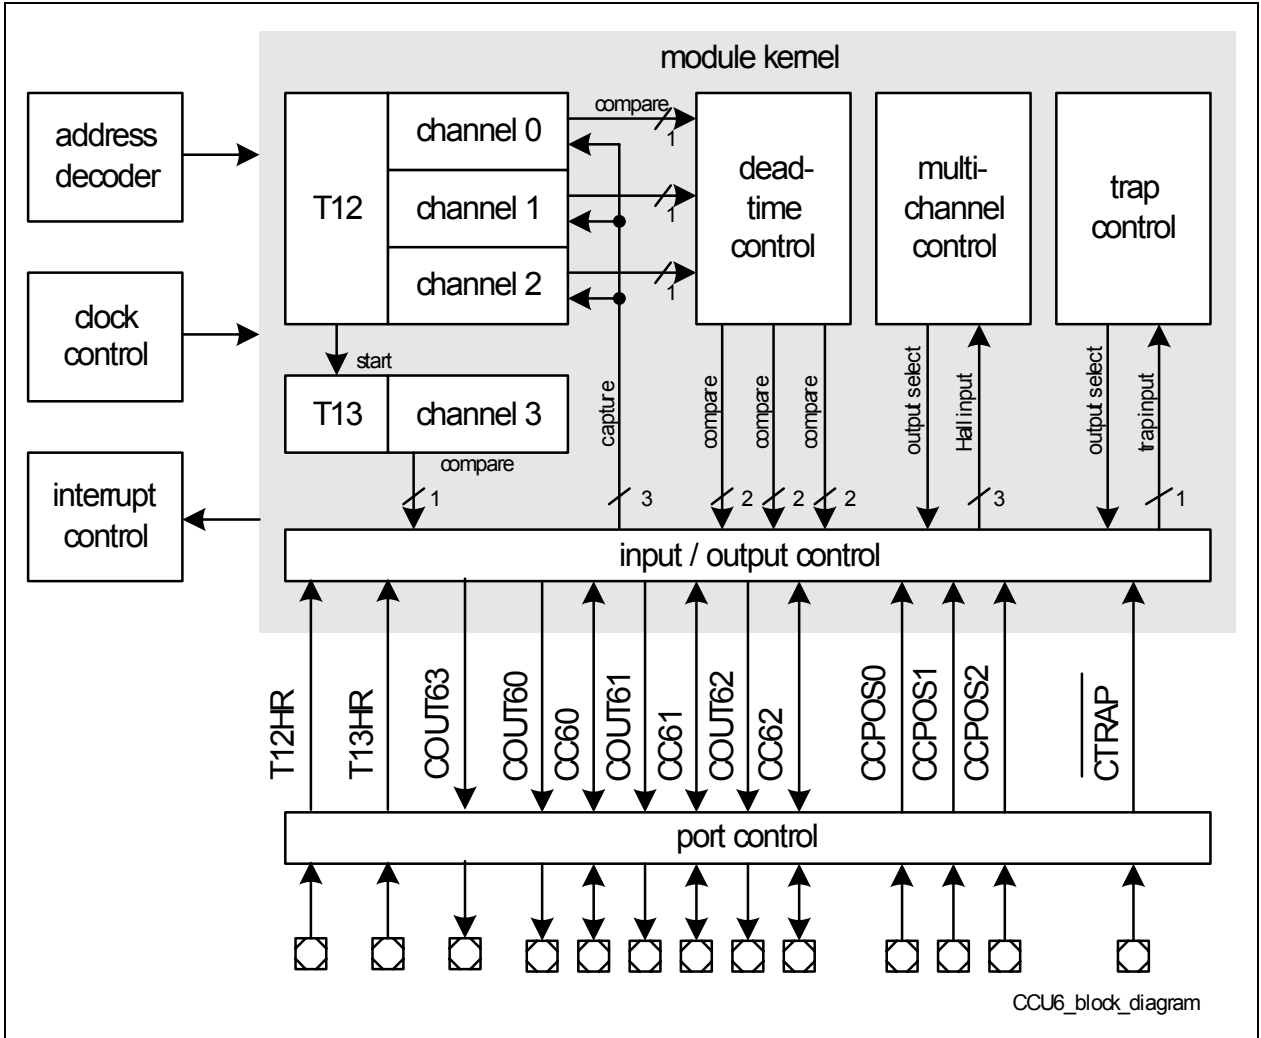 module kernel
address
decoder
clock
control
interrupt
control
T12
channel 0
channel 1
channel 2
compare
1
1
1
dead-
time
control
multi-
channel
control
trap
control
start
T13
channel 3
compare
1
capture
3
compare
2
compare
2
compare
2
output select
Hall input
3
output select
trap input
1
input / output control
T12HR
T13HR
COUT63
COUT60
CC60
COUT61
CC61
COUT62
CC62
CCPOS0
CCPOS1
CCPOS2
CTRAP
port control
CCU6_block_diagram